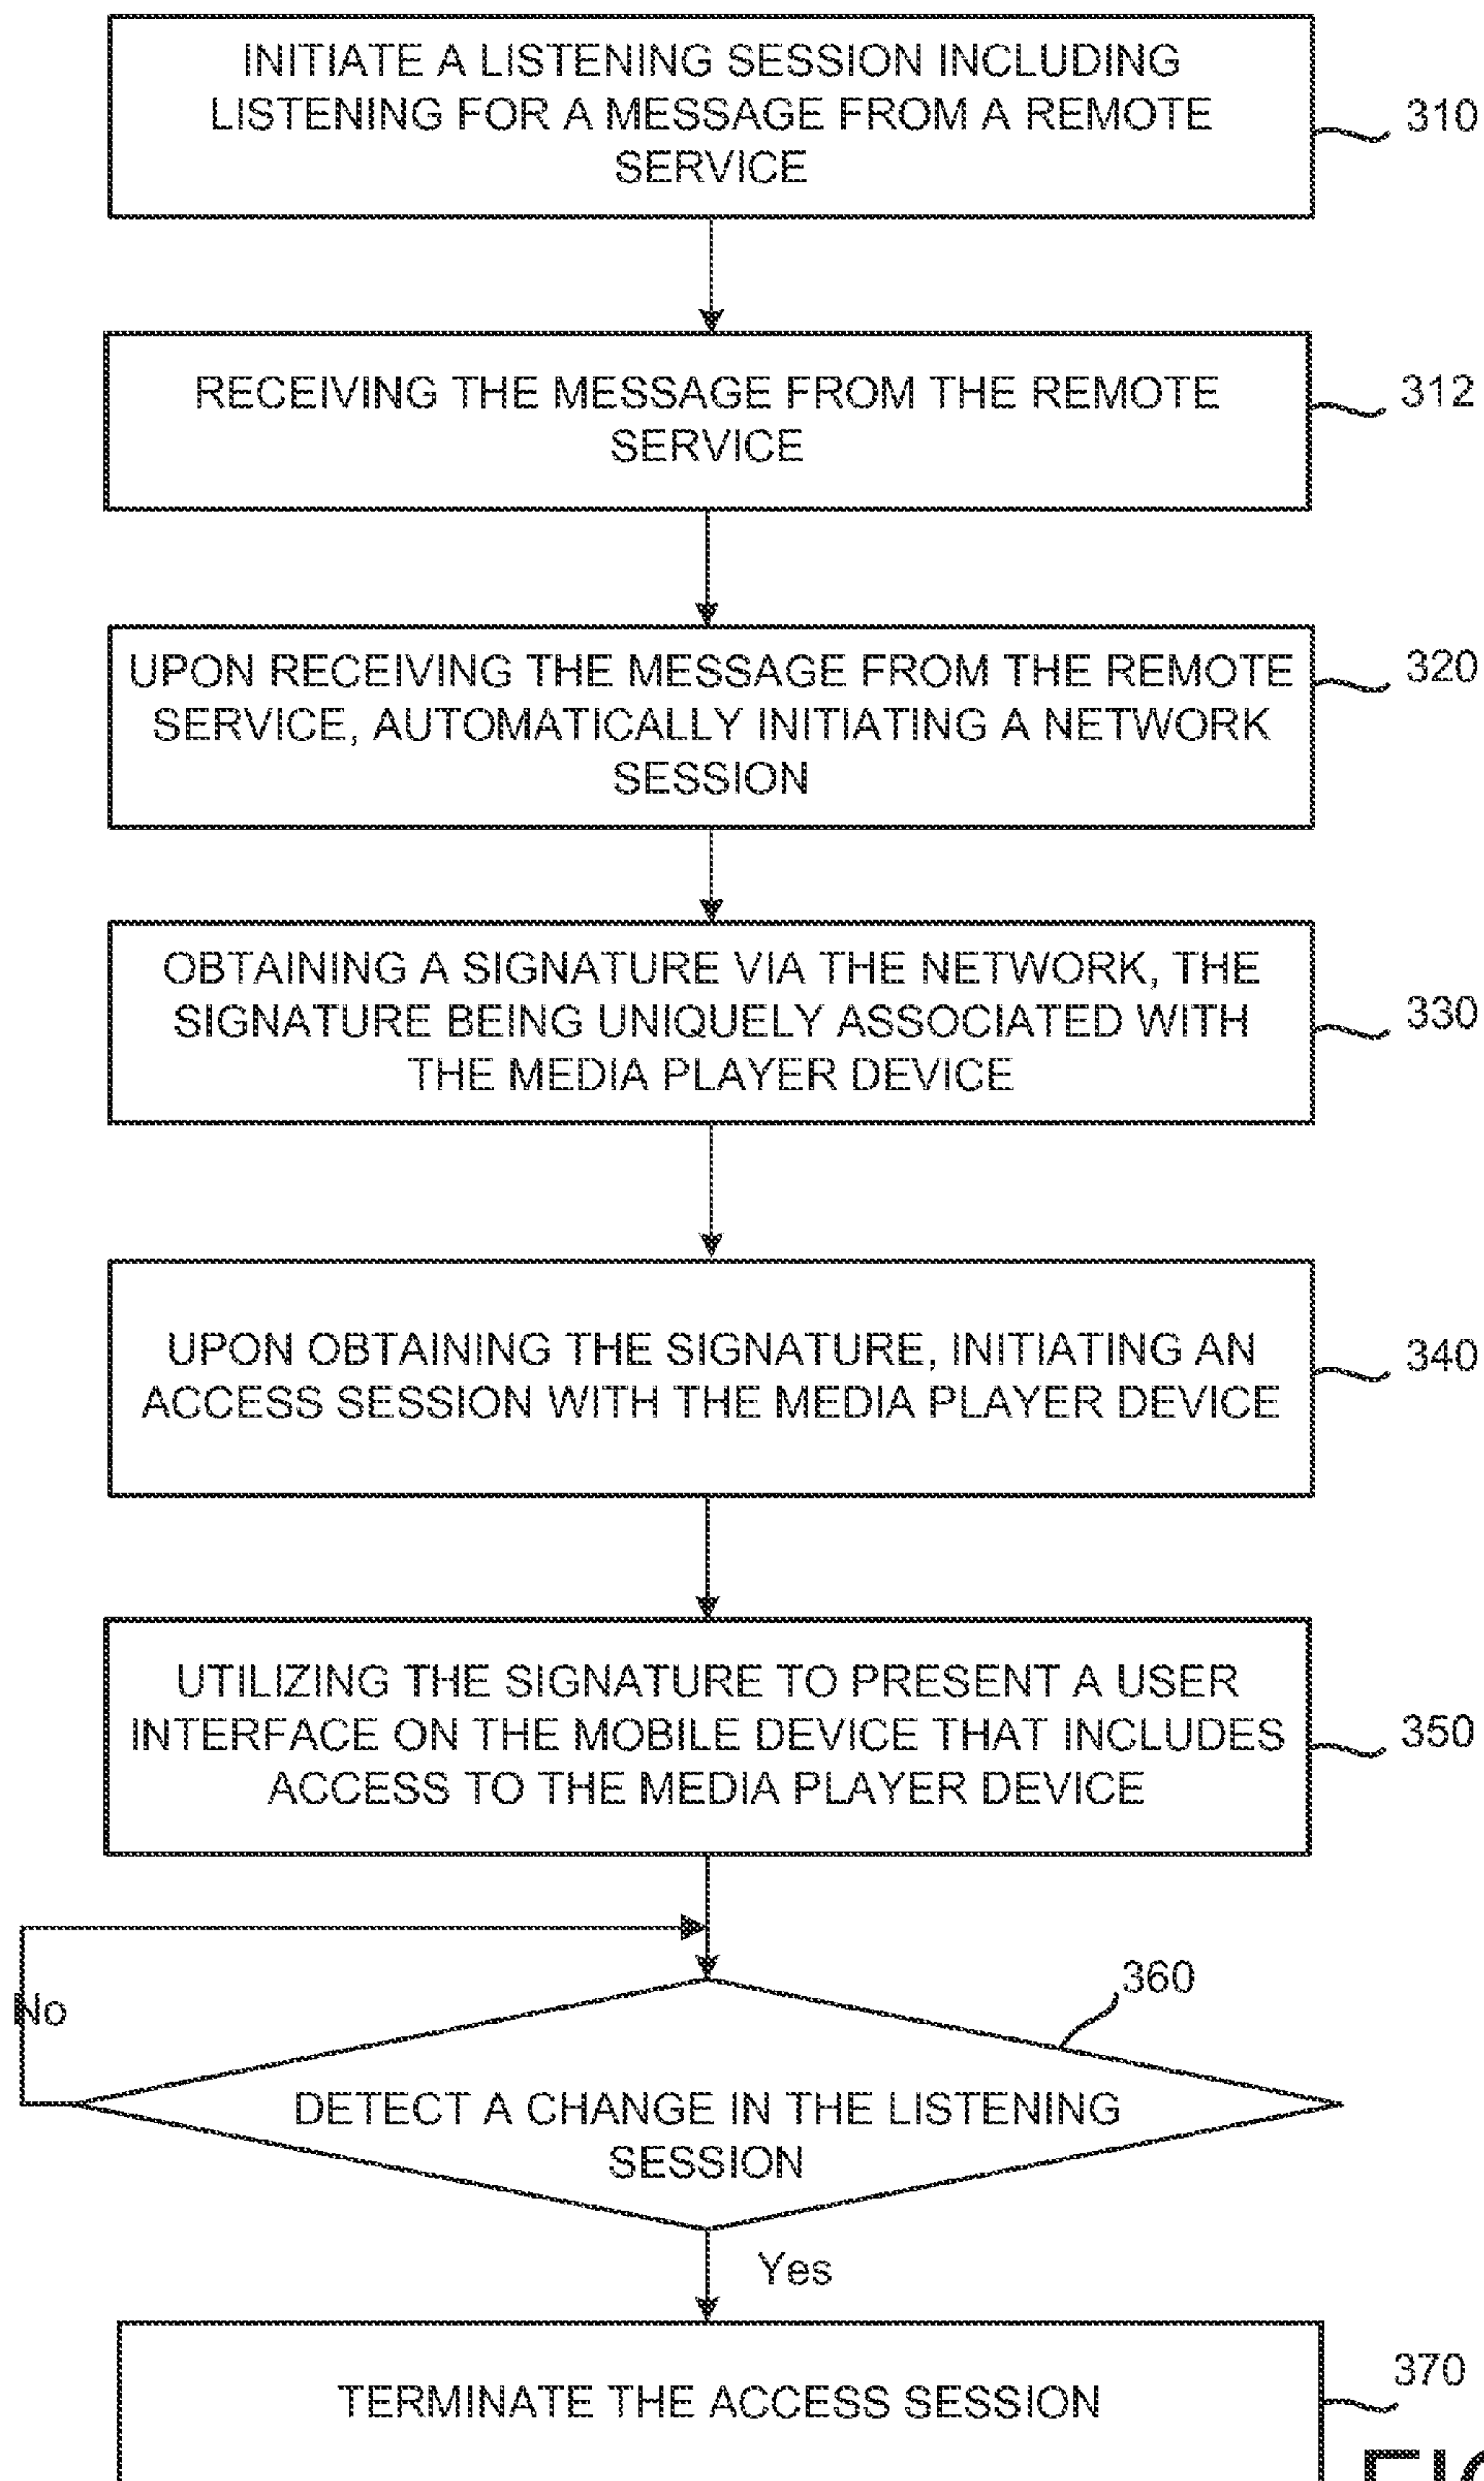 INITIATE A LISTENING SESSION INCLUDING
LISTENING FOR A MESSAGE FROM A REMOTE
SERVICE
310
RECEIVING THE MESSAGE FROM THE REMOTE
SERVICE
312
UPON RECEIVING THE MESSAGE FROM THE REMOTE
SERVICE, AUTOMATICALLY INITIATING A NETWORK
SESSION
320
OBTAINING A SIGNATURE VIA THE NETWORK, THE
SIGNATURE BEING UNIQUELY ASSOCIATED WITH
THE MEDIA PLAYER DEVICE
330
UPON OBTAINING THE SIGNATURE, INITIATING AN
ACCESS SESSION WITH THE MEDIA PLAYER DEVICE
340
UTILIZING THE SIGNATURE TO PRESENT A USER
INTERFACE ON THE MOBILE DEVICE THAT INCLUDES
ACCESS TO THE MEDIA PLAYER DEVICE
350
360
No
DETECT A CHANGE IN THE LISTENING
SESSION
Yes
TERMINATE THE ACCESS SESSION
370